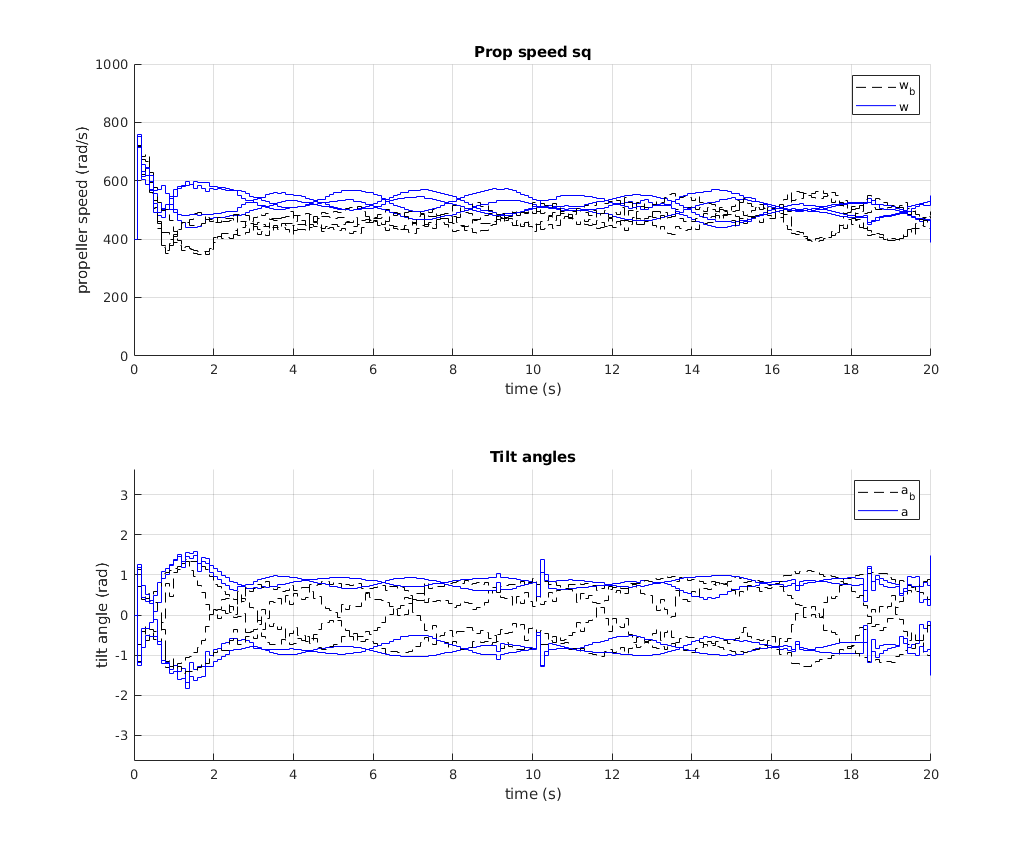 Prop speed sq
1000
800
600
400
200
0
propeller speed (rad/s)
w_b
w
0 2 4 6 8 10 12 14 16 18 20
time (s)
Tilt angles
3
2
1
0
-1
-2
-3
tilt angle (rad)
a_b
a
0 2 4 6 8 10 12 14 16 18 20
time (s)